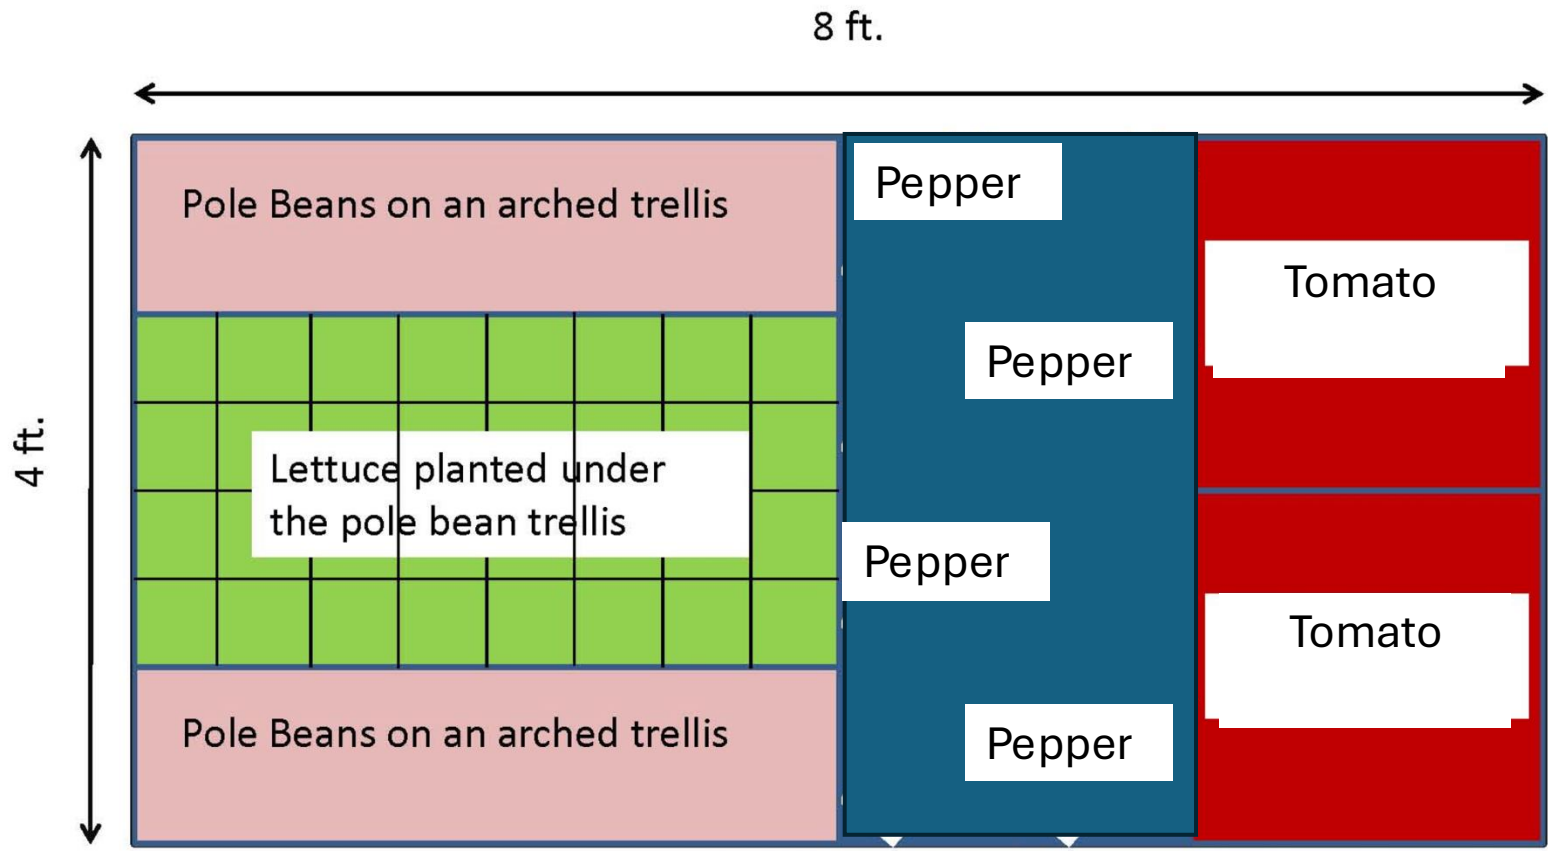 8 ft.
4 ft.
Pole Beans on an arched trellis
Pepper
Tomato
Pepper
Lettuce planted under
the pole bean trellis
Pepper
Tomato
Pole Beans on an arched trellis
Pepper